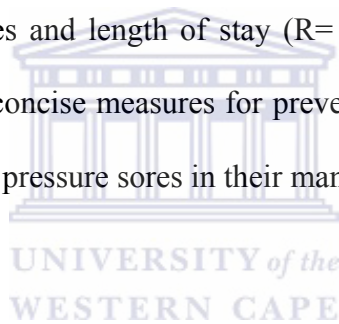 es and length of stay (R=
concise measures for preve
pressure sores in their man
UNIVERSITY of the
WESTERN CAPE